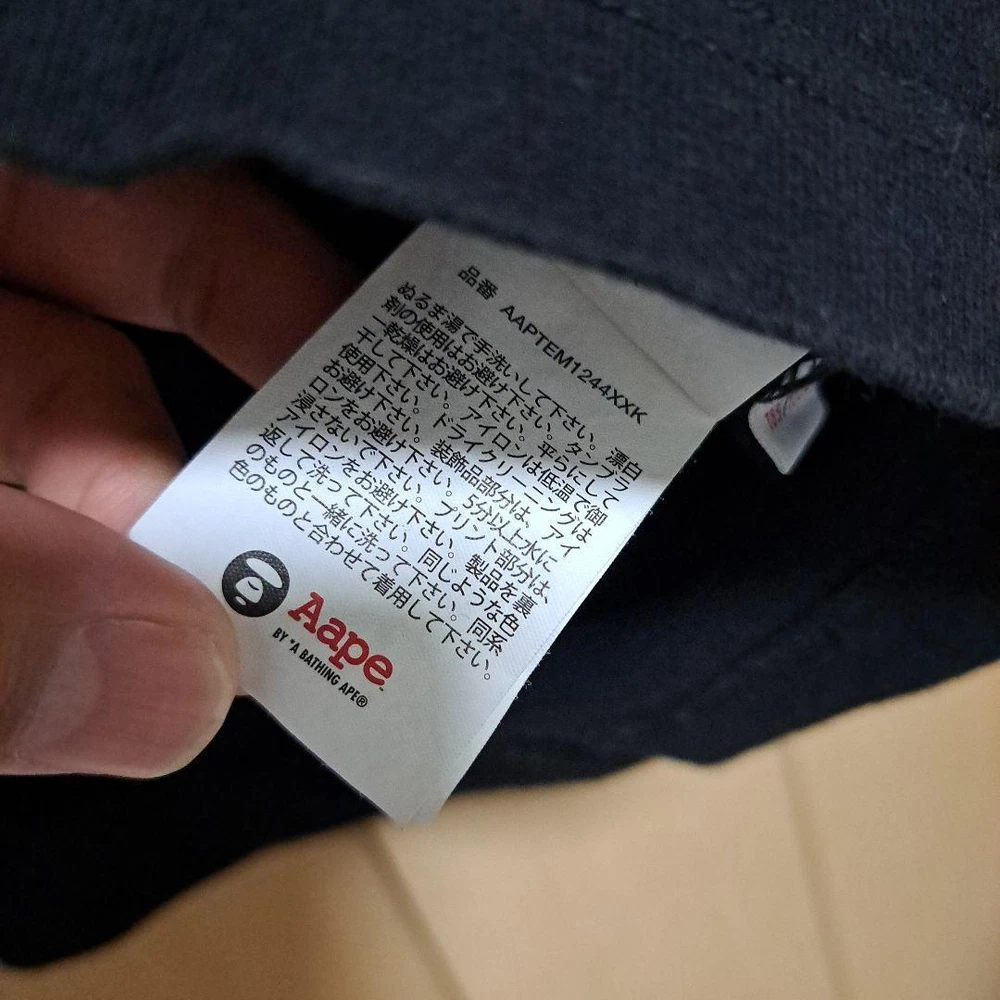 品番 AAPTEM1244XXK
ぬるま湯で手洗いして下さい。漂白
剤の使用はお避け下さい。タンブラ
ー乾燥はお避け下さい。平らにして
干して下さい。アイロンは低温で御
使用下さい。ドライクリーニングは
お避け下さい。装飾品部分は、アイ
ロンをお避け下さい。5分以上水に
浸さないで下さい。プリント部分は、
アイロンをお避け下さい。製品を裏
返して洗って下さい。同じような色
のものと一緒に洗って下さい。同系
色のものと合わせて着用して下さい。
Aape
BY *A BATHING APE®